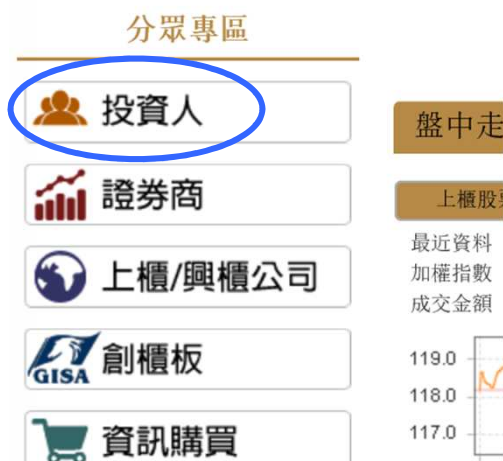 分眾專區
投資人
證券商
上櫃/興櫃公司
GISA
創櫃板
資訊購買
盤中走
上櫃股
最近資料
加權指數
成交金額
119.0
118.0
117.0